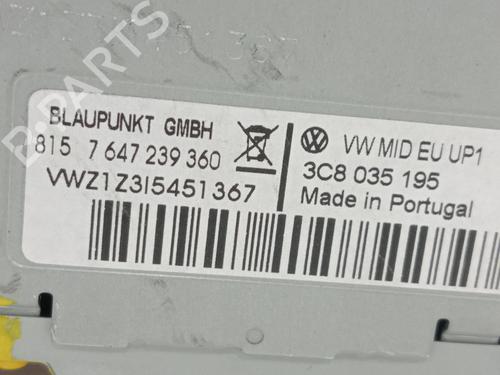 BLAUPUNKT GMBH
815 7 647 239 360
VWZ1Z3I5451367
VW MID EU UP1
3C8 035 195
Made in Portugal